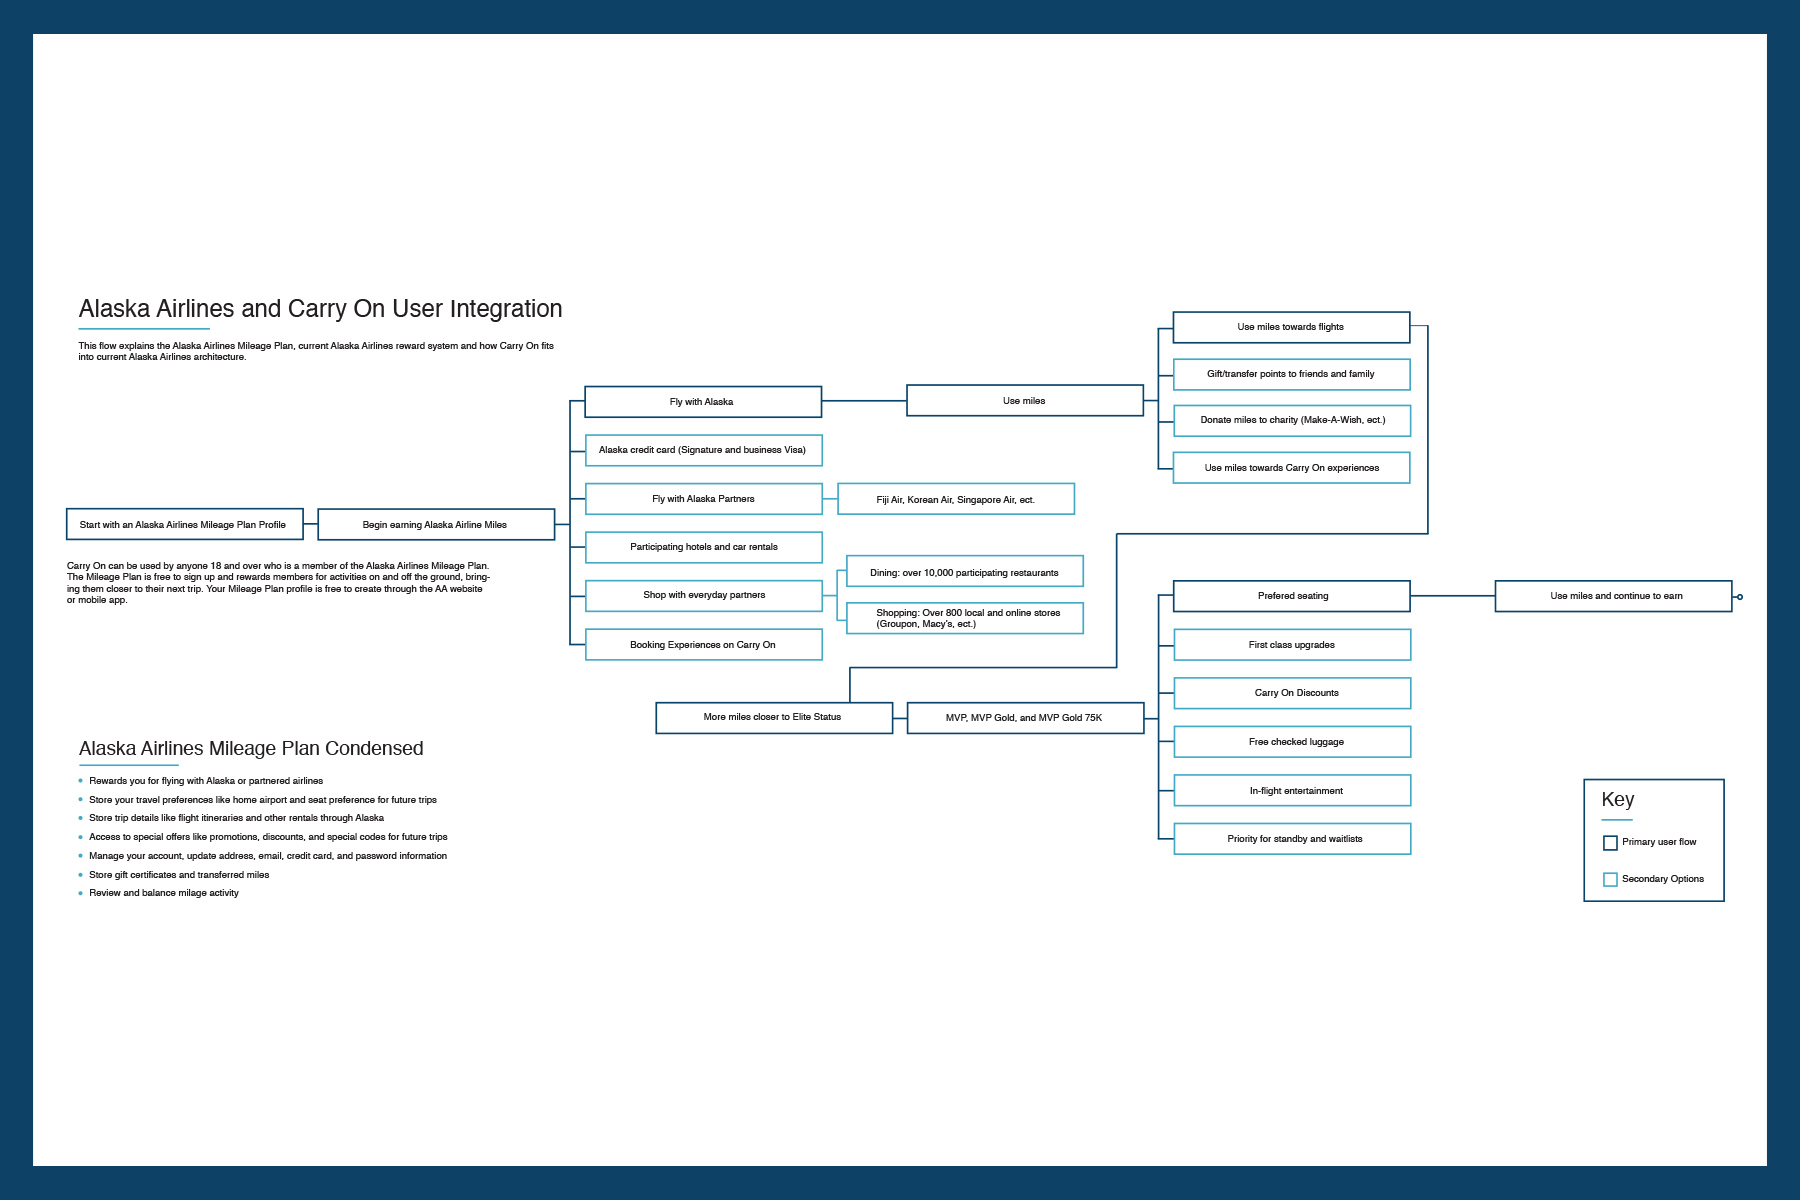 Alaska Airlines and Carry On User Integration
This flow explains the Alaska Airlines Mileage Plan, current Alaska Airlines reward system and how Carry On fits
into current Alaska Airlines architecture.
Start with an Alaska Airlines Mileage Plan Profile
Begin earning Alaska Airline Miles
Carry On can be used by anyone 18 and over who is a member of the Alaska Airlines Mileage Plan.
The Mileage Plan is free to sign up and rewards members for activities on and off the ground, bring-
ing them closer to their next trip. Your Mileage Plan profile is free to create through the AA website
or mobile app.
Fly with Alaska
Alaska credit card (Signature and business Visa)
Fly with Alaska Partners
Fiji Air, Korean Air, Singapore Air, ect.
Participating hotels and car rentals
Shop with everyday partners
Dining: over 10,000 participating restaurants
Shopping: Over 800 local and online stores
(Groupon, Macy's, ect.)
Booking Experiences on Carry On
Use miles
Use miles towards flights
Gift/transfer points to friends and family
Donate miles to charity (Make-A-Wish, ect.)
Use miles towards Carry On experiences
More miles closer to Elite Status
MVP, MVP Gold, and MVP Gold 75K
Prefered seating
First class upgrades
Carry On Discounts
Free checked luggage
In-flight entertainment
Priority for standby and waitlists
Use miles and continue to earn
Alaska Airlines Mileage Plan Condensed
Rewards you for flying with Alaska or partnered airlines
Store your travel preferences like home airport and seat preference for future trips
Store trip details like flight itineraries and other rentals through Alaska
Access to special offers like promotions, discounts, and special codes for future trips
Manage your account, update address, email, credit card, and password information
Store gift certificates and transferred miles
Review and balance milage activity
Key
Primary user flow
Secondary Options